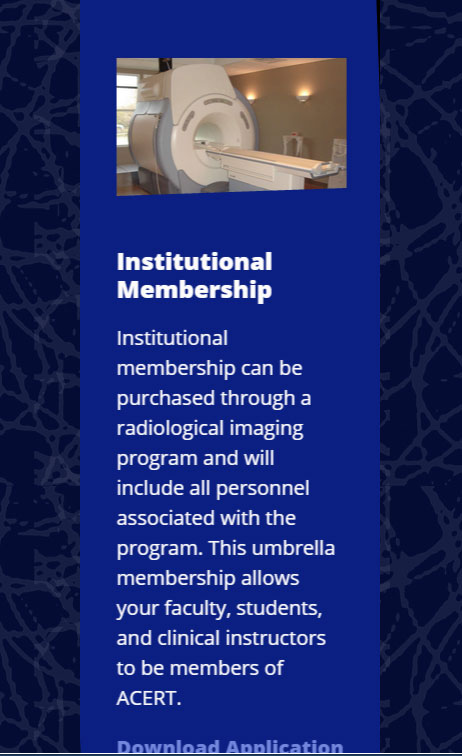 Institutional
Membership
Institutional
membership can be
purchased through a
radiological imaging
program and will
include all personnel
associated with the
program. This umbrella
membership allows
your faculty, students,
and clinical instructors
to be members of
ACERT.
Download Application